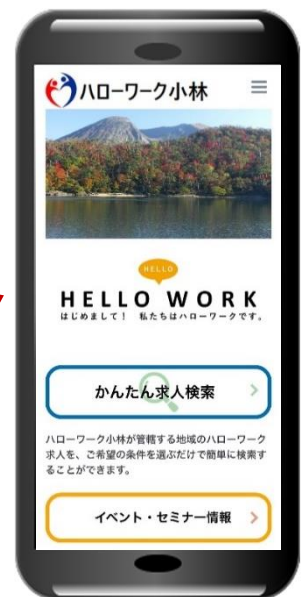 ハローワーク小林
HELLO
HELLO WORK
はじめまして! 私たちはハローワークです。
かんたん求人検索
ハローワーク小林が管轄する地域のハローワーク
求人を、ご希望の条件を選ぶだけで簡単に検索す
ることができます。
イベント・セミナー情報